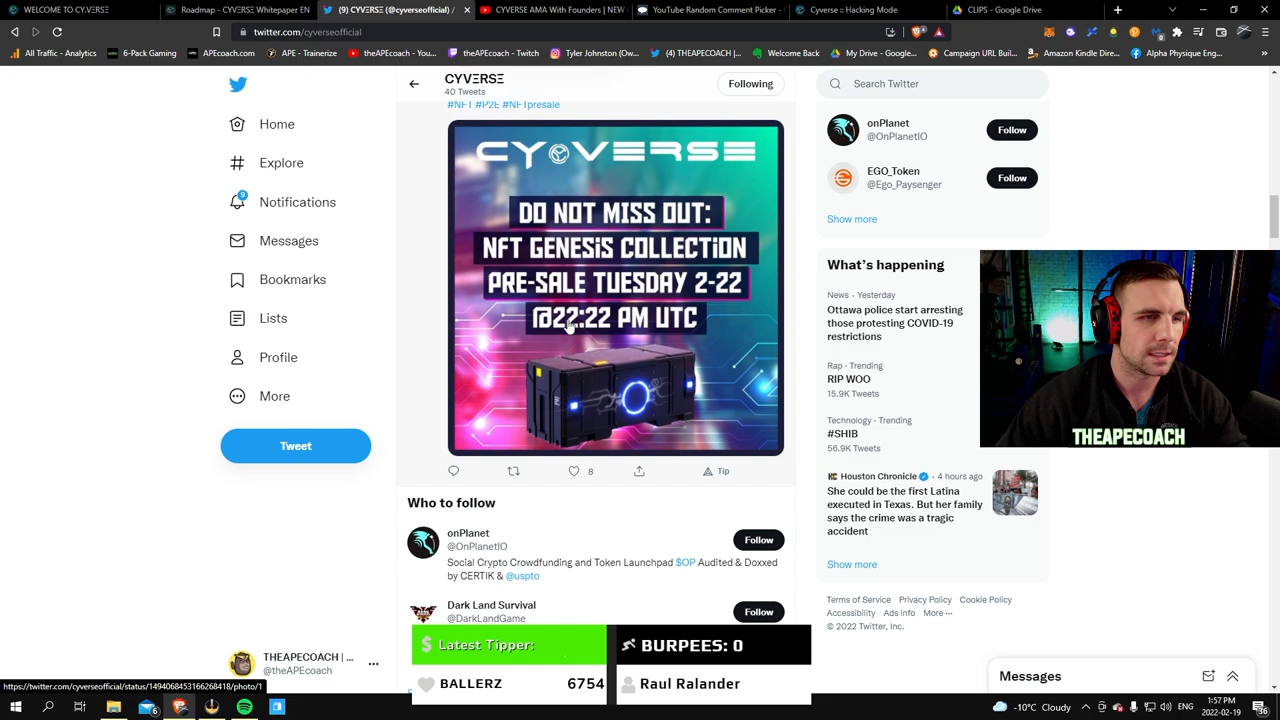 WELCOME TO CY.VERSE
Roadmap - CYVERSE Whitepaper EN
(9) CYVΞRSΞ (@cyverseofficial) /
CYVERSE AMA With Founders | NEW
YouTube Random Comment Picker -
Cyverse :: Hacking Mode
CLIPS - Google Drive
twitter.com/cyverseofficial
All Traffic - Analytics
6-Pack Gaming
APEcoach.com
APE - Trainerize
theAPEcoach - You...
Twitch
Tyler Johnston (Ow...
(4) THEAPECOACH |...
Welcome Back
My Drive - Google...
Campaign URL Buil...
Amazon Kindle Dire...
Alpha Physique Eng...
CYVΞRSΞ
40 Tweets
Following
Search Twitter
#NFT #P2E #NFTpresale
Home
Explore
9
Notifications
Messages
Bookmarks
Lists
Profile
More
Tweet
CYVERSE
DO NOT MISS OUT:
NFT GENESIS COLLECTION
PRE-SALE TUESDAY 2-22
@22:22 PM UTC
8
Tip
Who to follow
onPlanet
@OnPlanetIO
Follow
Social Crypto Crowdfunding and Token Launchpad $OP Audited & Doxxed
by CERTIK & @uspto
Dark Land Survival
@DarkLandGame
Follow
onPlanet
@OnPlanetIO
Follow
EGO_Token
@Ego_Paysenger
Follow
Show more
What's happening
News · Yesterday
Ottawa police start arresting
those protesting COVID-19
restrictions
Rap · Trending
RIP WOO
15.9K Tweets
Technology · Trending
#SHIB
56.9K Tweets
Houston Chronicle · 4 hours ago
She could be the first Latina
executed in Texas. But her family
says the crime was a tragic
accident
Show more
Terms of Service Privacy Policy Cookie Policy
Accessibility Ads info More ···
© 2022 Twitter, Inc.
THEAPECOACH
Latest Tipper:
BURPEES: 0
BALLERZ 6754
Raul Ralander
THEAPECOACH | ...
@theAPEcoach
Messages
https://twitter.com/cyverseofficial/status/1494068453166268418/photo/1
6
-10°C Cloudy
1:57 PM
2022-02-19
36